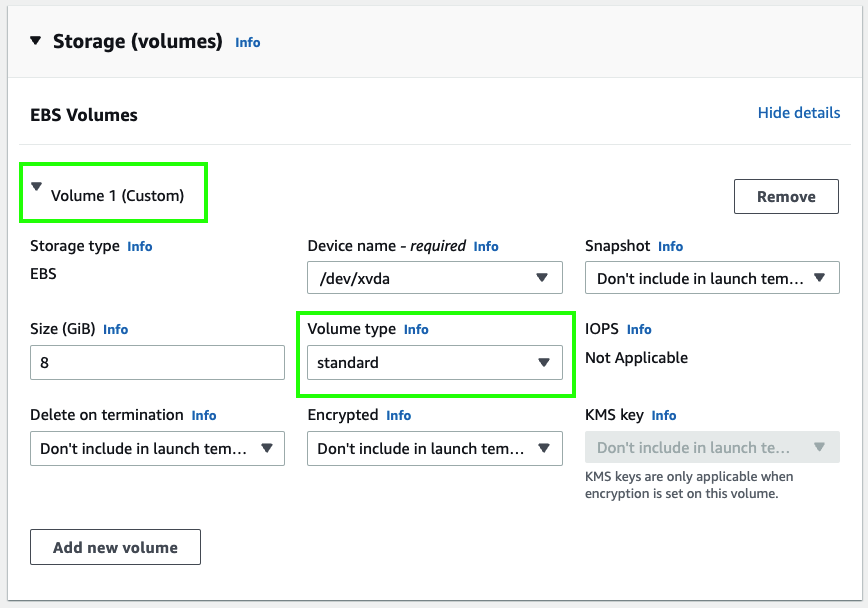 Storage (volumes) Info
EBS Volumes
Hide details
Volume 1 (Custom)
Remove
Storage type Info
EBS
Device name - required Info
/dev/xvda
Snapshot Info
Don't include in launch tem...
Size (GiB) Info
8
Volume type Info
standard
IOPS Info
Not Applicable
Delete on termination Info
Don't include in launch tem...
Encrypted Info
Don't include in launch tem...
KMS key Info
Don't include in launch te...
KMS keys are only applicable when
encryption is set on this volume.
Add new volume